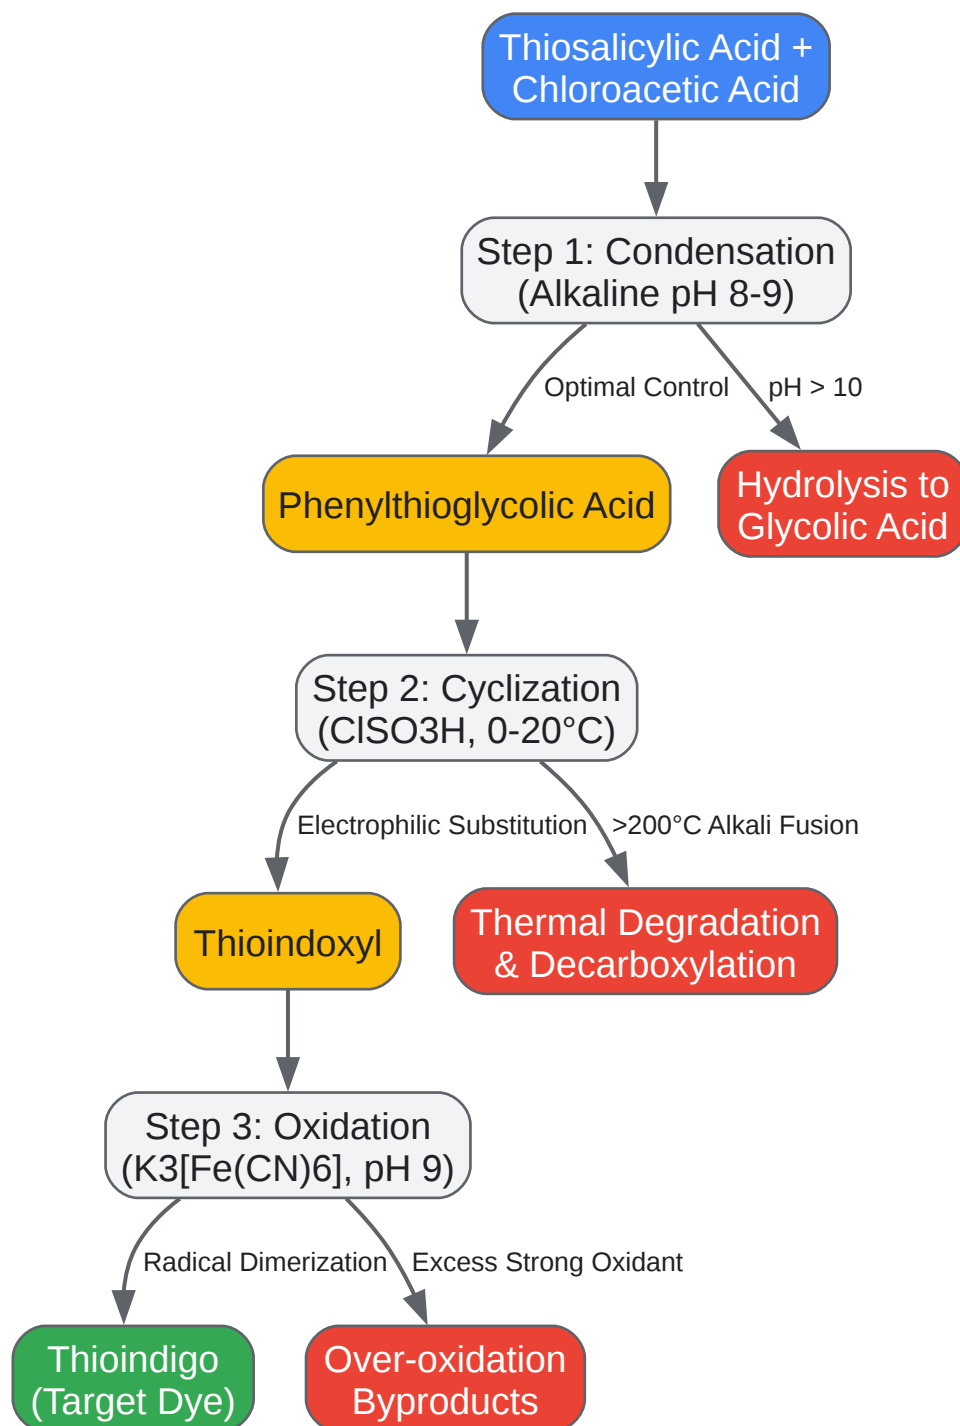 Thiosalicylic Acid +
Chloroacetic Acid
Step 1: Condensation
(Alkaline pH 8-9)
Optimal Control
pH > 10
Phenylthioglycolic Acid
Hydrolysis to
Glycolic Acid
Step 2: Cyclization
(ClSO3H, 0-20°C)
Electrophilic Substitution
>200°C Alkali Fusion
Thioindoxyl
Thermal Degradation
& Decarboxylation
Step 3: Oxidation
(K3[Fe(CN)6], pH 9)
Radical Dimerization
Excess Strong Oxidant
Thioindigo
(Target Dye)
Over-oxidation
Byproducts